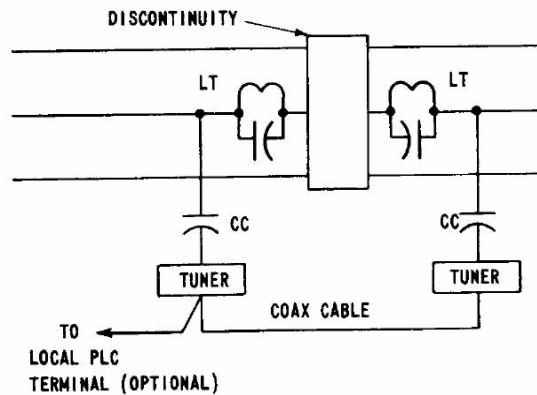 DISCONTINUITY
LT
LT
CC
CC
TUNER
TUNER
COAX CABLE
TO
LOCAL PLC
TERMINAL (OPTIONAL)